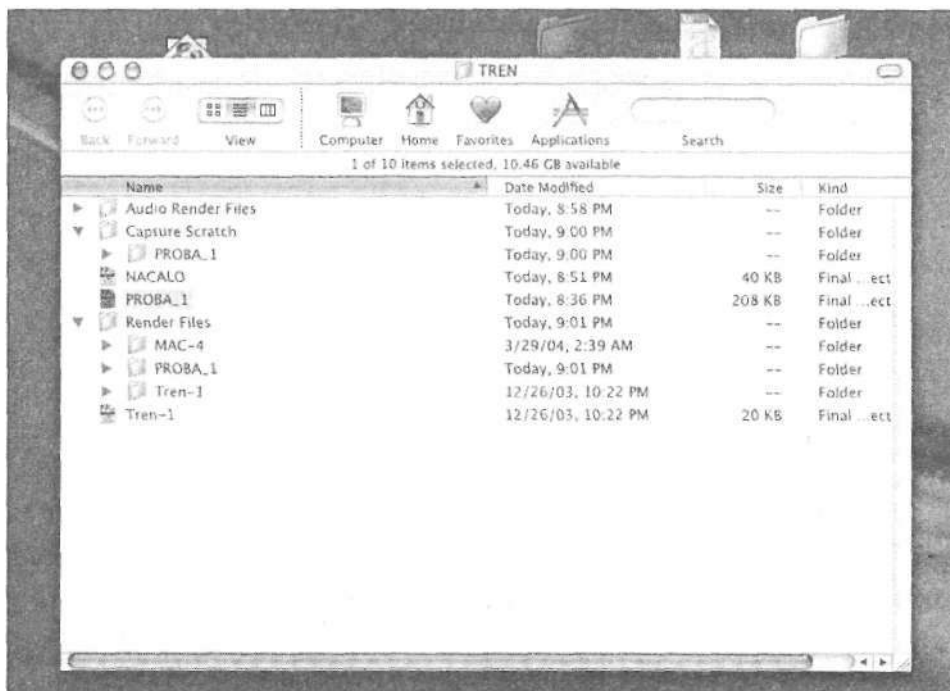 TREN
Back Forward View Computer Home Favorites Applications Search
1 of 10 items selected, 10.46 GB available
Name Date Modified Size Kind
Audio Render Files Today, 8:58 PM -- Folder
Capture Scratch Today, 9:00 PM -- Folder
PROBA_1 Today, 9:00 PM -- Folder
NACALO Today, 8:51 PM 40 KB Final ...ect
PROBA_1 Today, 8:36 PM 208 KB Final ...ect
Render Files Today, 9:01 PM -- Folder
MAC-4 3/29/04, 2:39 AM -- Folder
PROBA_1 Today, 9:01 PM -- Folder
Tren-1 12/26/03, 10:22 PM -- Folder
Tren-1 12/26/03, 10:22 PM 20 KB Final ...ect